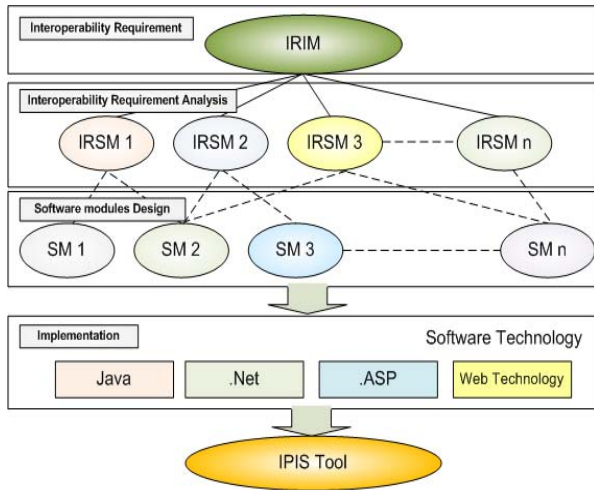 Interoperability Requirement
IRIM
Interoperability Requirement Analysis
IRSM 1
IRSM 2
IRSM 3
IRSM n
Software modules Design
SM 1
SM 2
SM 3
SM n
Implementation
Software Technology
Java
.Net
.ASP
Web Technology
IPIS Tool